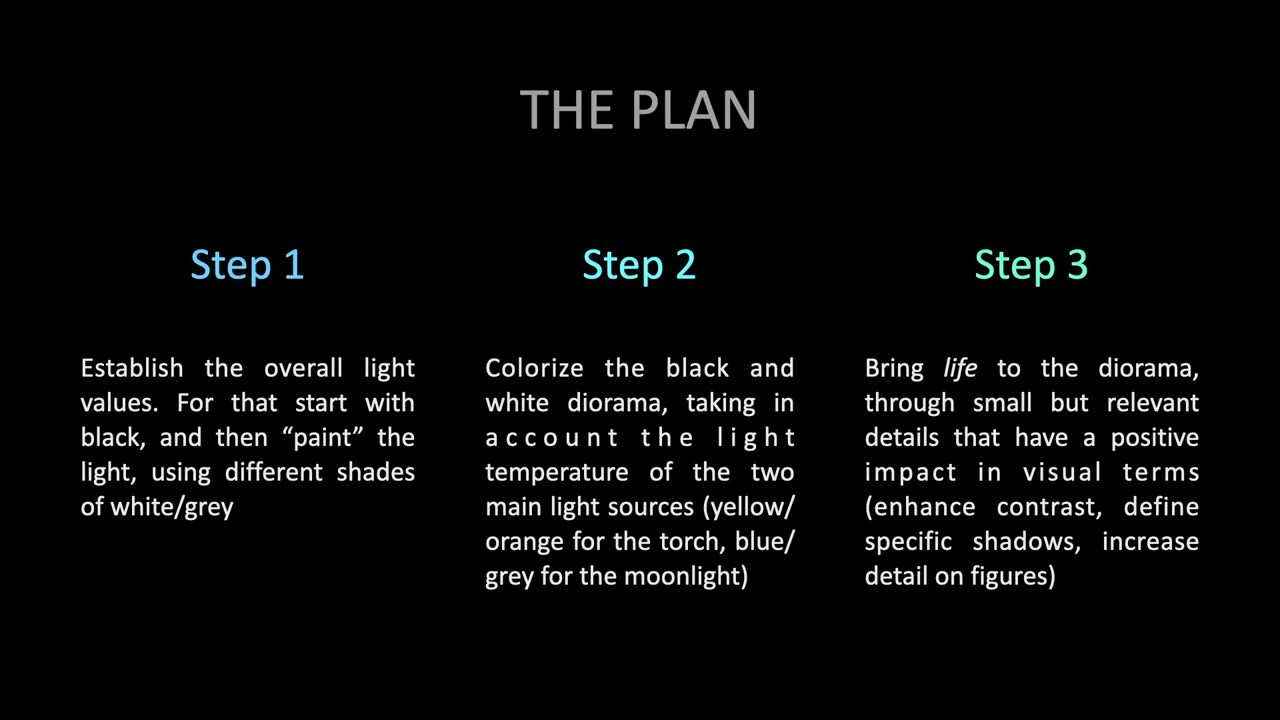 THE PLAN
Step 1
Establish the overall light
values. For that start with
black, and then “paint” the
light, using different shades
of white/grey
Step 2
Colorize the black and
white diorama, taking in
account the light
temperature of the two
main light sources (yellow/
orange for the torch, blue/
grey for the moonlight)
Step 3
Bring life to the diorama,
through small but relevant
details that have a positive
impact in visual terms
(enhance contrast, define
specific shadows, increase
detail on figures)